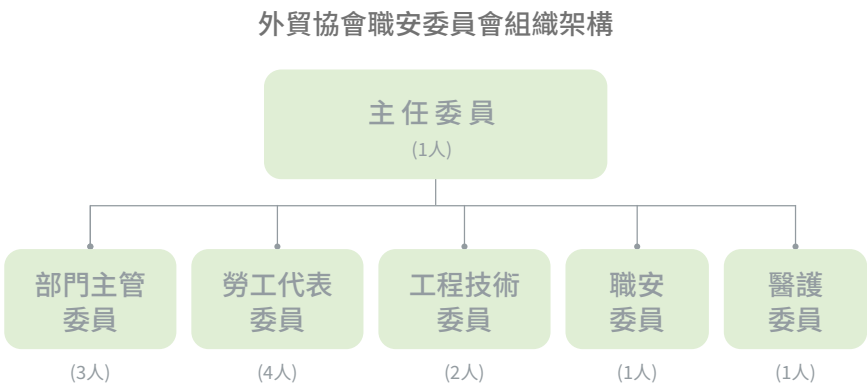 外貿協會職安委員會組織架構
主任委員
(1人)
部門主管
委員
(3人)
勞工代表
委員
(4人)
工程技術
委員
(2人)
職安
委員
(1人)
醫護
委員
(1人)